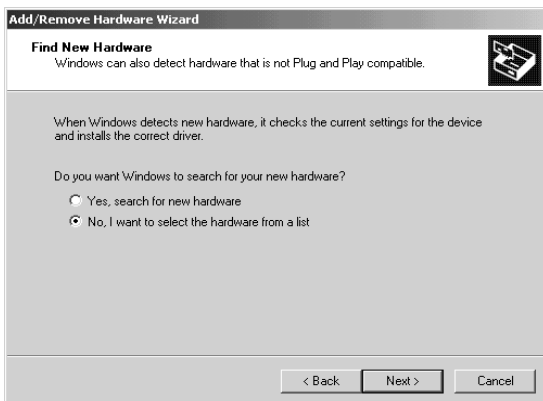 Add/Remove Hardware Wizard
Find New Hardware
Windows can also detect hardware that is not Plug and Play compatible.
When Windows detects new hardware, it checks the current settings for the device
and installs the correct driver.
Do you want Windows to search for your new hardware?
Yes, search for new hardware
No, I want to select the hardware from a list
< Back Next > Cancel